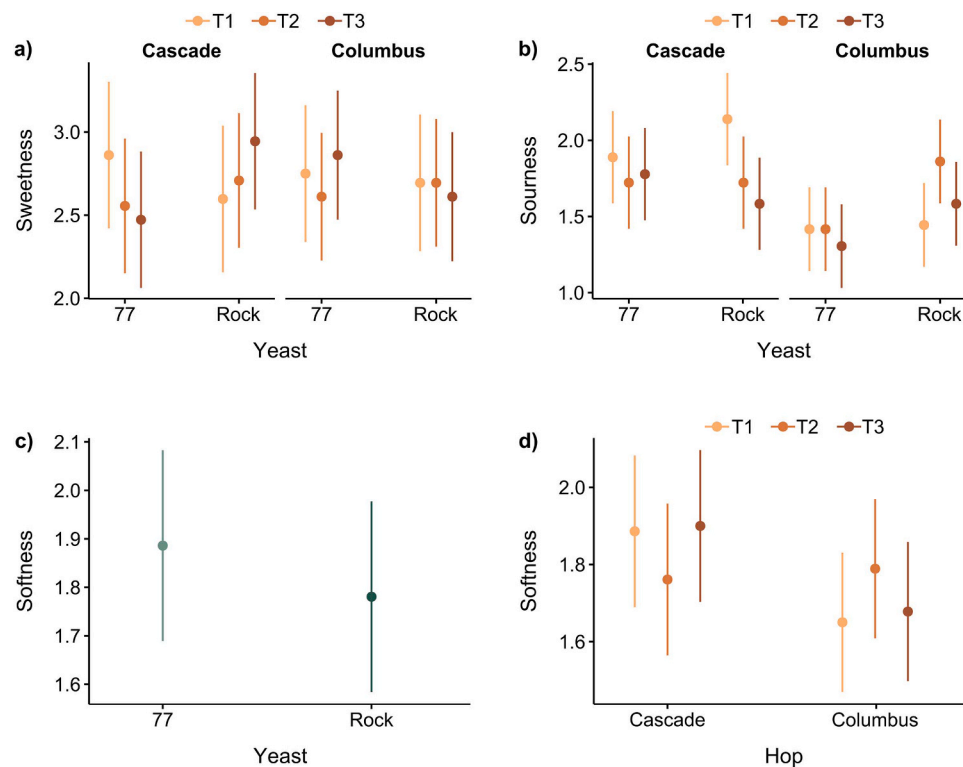 T1 T2 T3
a) Cascade Columbus
Sweetness
3.0
2.5
2.0
77 Rock 77 Rock
Yeast
T1 T2 T3
b) Cascade Columbus
Sourness
2.5
2.0
1.5
1.0
77 Rock 77 Rock
Yeast
c)
Softness
2.1
2.0
1.9
1.8
1.7
1.6
77 Rock
Yeast
d) T1 T2 T3
Softness
2.0
1.8
1.6
Cascade Columbus
Hop